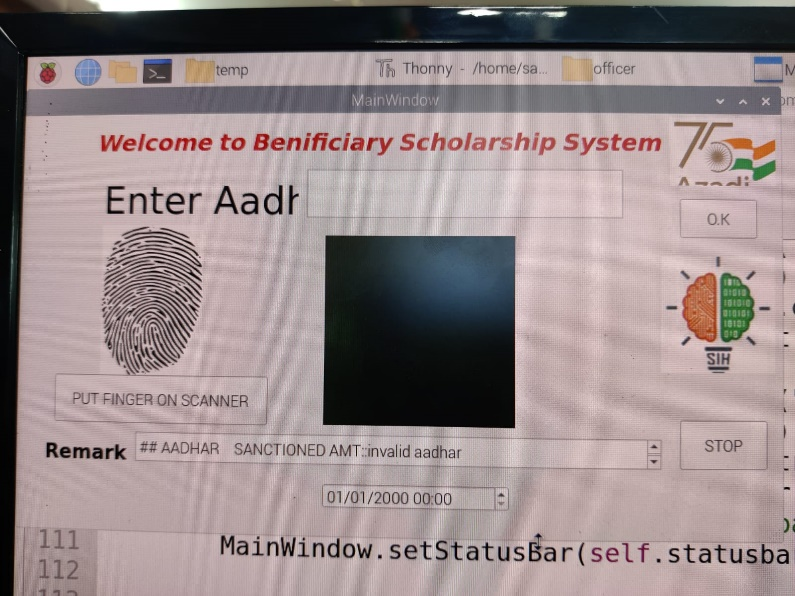 temp
Thonny - /home/sa...
officer
M
MainWindow
Welcome to Benificiary Scholarship System
75
Azadi
Enter Aadh
O.K
SIH
PUT FINGER ON SCANNER
Remark
## AADHAR SANCTIONED AMT::invalid aadhar
STOP
01/01/2000 00:00
111
MainWindow.setStatusBar(self.statusba
112